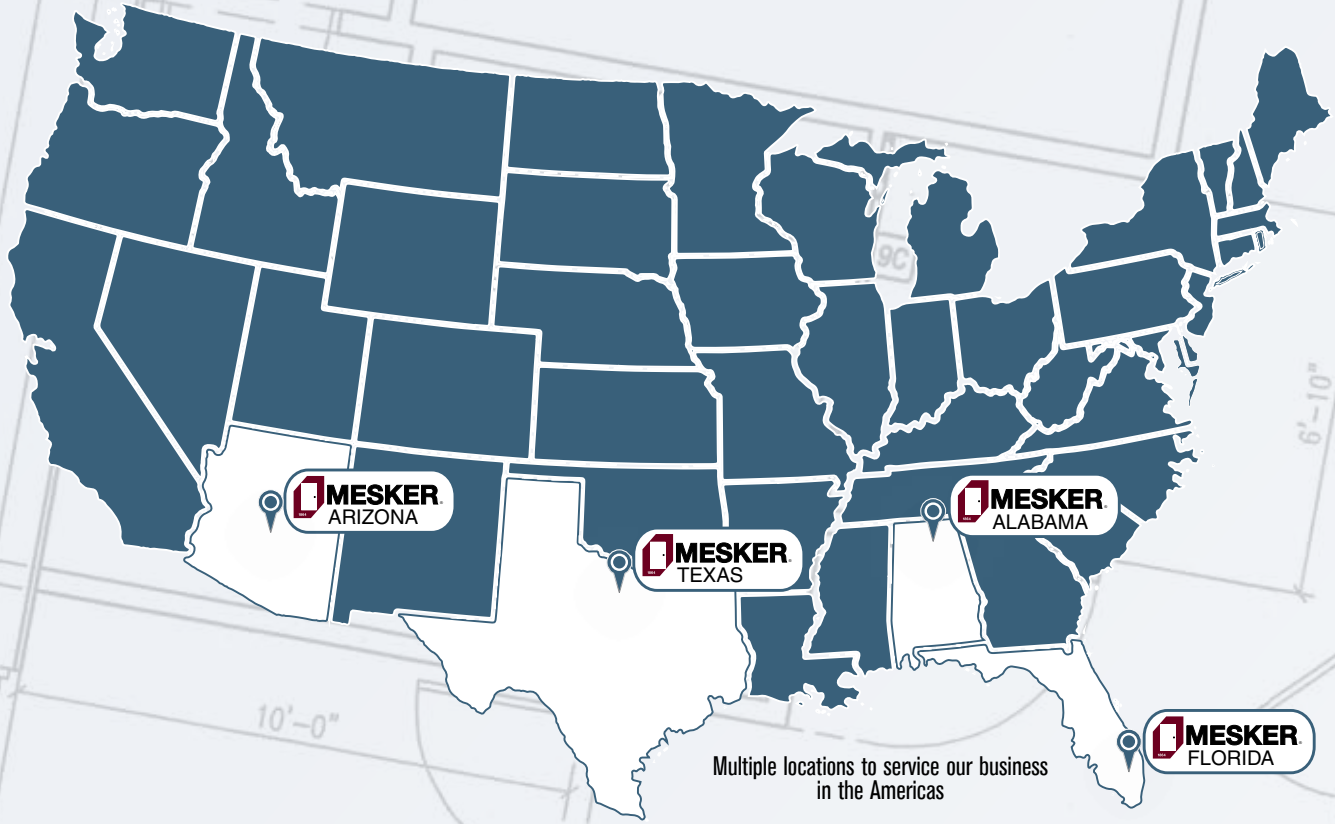 9C
6'-10"
MESKER.
ARIZONA
MESKER.
ALABAMA
MESKER.
TEXAS
10'-0"
MESKER.
FLORIDA
Multiple locations to service our business
in the Americas